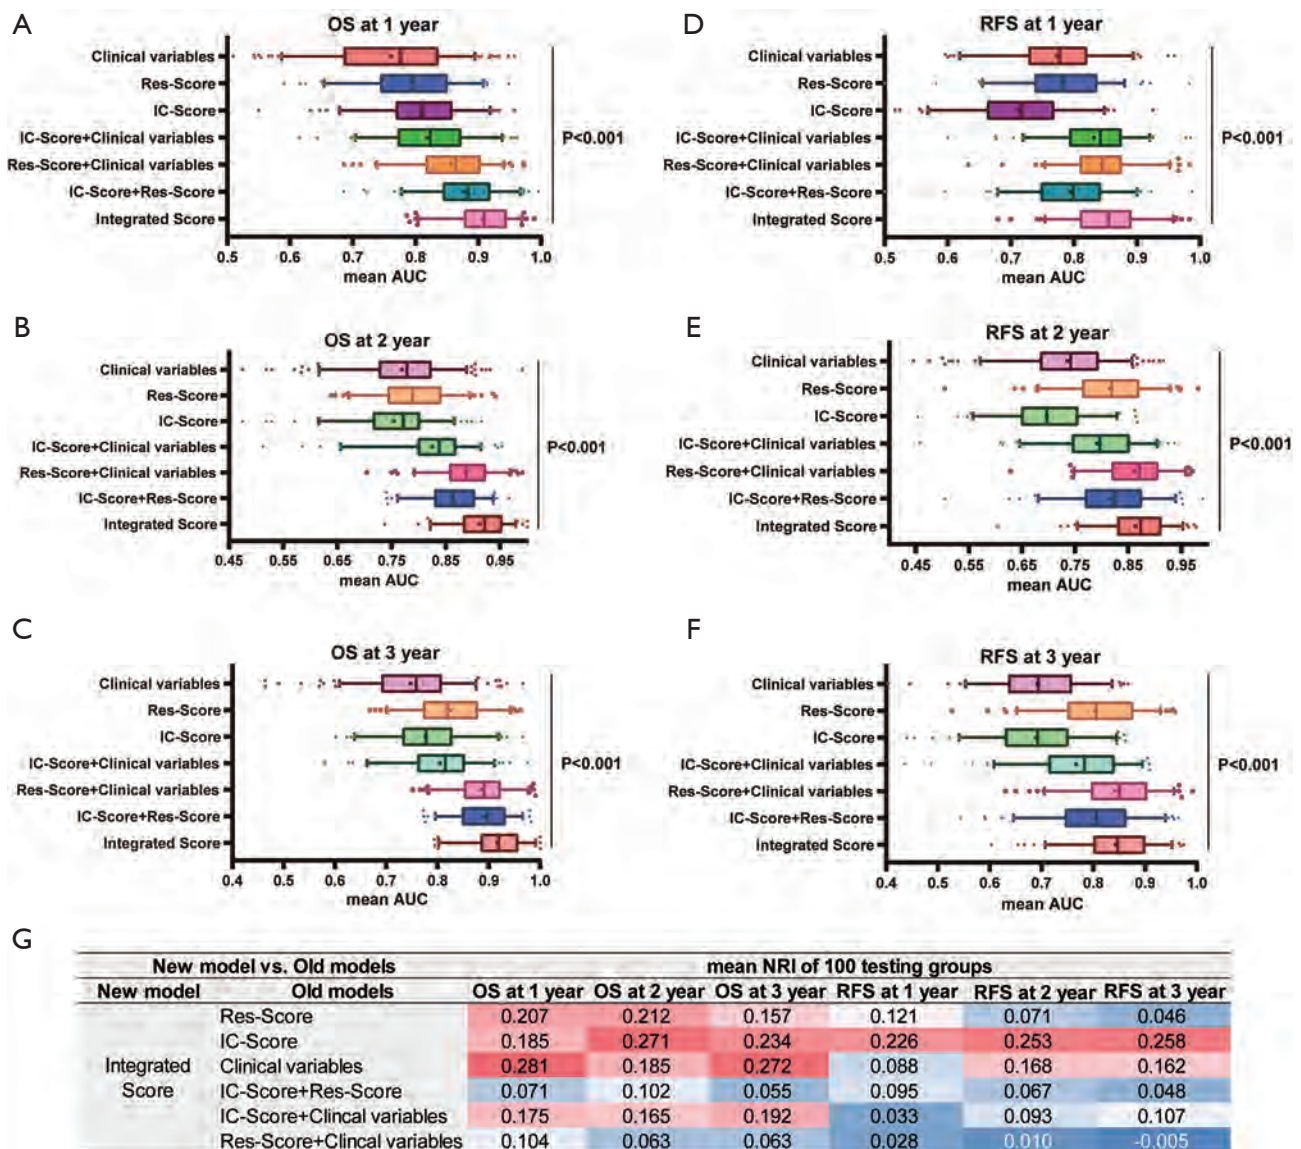 A
OS at 1 year
Clinical variables
Res-Score
IC-Score
IC-Score+Clinical variables
Res-Score+Clinical variables
IC-Score+Res-Score
Integrated Score
P<0.001
0.5 0.6 0.7 0.8 0.9 1.0
mean AUC
D
RFS at 1 year
Clinical variables
Res-Score
IC-Score
IC-Score+Clinical variables
Res-Score+Clinical variables
IC-Score+Res-Score
Integrated Score
P<0.001
0.5 0.6 0.7 0.8 0.9 1.0
mean AUC
B
OS at 2 year
Clinical variables
Res-Score
IC-Score
IC-Score+Clinical variables
Res-Score+Clinical variables
IC-Score+Res-Score
Integrated Score
P<0.001
0.45 0.55 0.65 0.75 0.85 0.95
mean AUC
E
RFS at 2 year
Clinical variables
Res-Score
IC-Score
IC-Score+Clinical variables
Res-Score+Clinical variables
IC-Score+Res-Score
Integrated Score
P<0.001
0.45 0.55 0.65 0.75 0.85 0.95
mean AUC
C
OS at 3 year
Clinical variables
Res-Score
IC-Score
IC-Score+Clinical variables
Res-Score+Clinical variables
IC-Score+Res-Score
Integrated Score
P<0.001
0.4 0.5 0.6 0.7 0.8 0.9 1.0
mean AUC
F
RFS at 3 year
Clinical variables
Res-Score
IC-Score
IC-Score+Clinical variables
Res-Score+Clinical variables
IC-Score+Res-Score
Integrated Score
P<0.001
0.4 0.5 0.6 0.7 0.8 0.9 1.0
mean AUC
G
New model vs. Old models mean NRI of 100 testing groups
New model Old models OS at 1 year OS at 2 year OS at 3 year RFS at 1 year RFS at 2 year RFS at 3 year
Res-Score 0.207 0.212 0.157 0.121 0.071 0.046
IC-Score 0.185 0.271 0.234 0.226 0.253 0.258
Integrated Clinical variables 0.281 0.185 0.272 0.088 0.168 0.162
Score IC-Score+Res-Score 0.071 0.102 0.055 0.095 0.067 0.048
IC-Score+Clincal variables 0.175 0.165 0.192 0.033 0.093 0.107
Res-Score+Clincal variables 0.104 0.063 0.063 0.028 0.010 -0.005